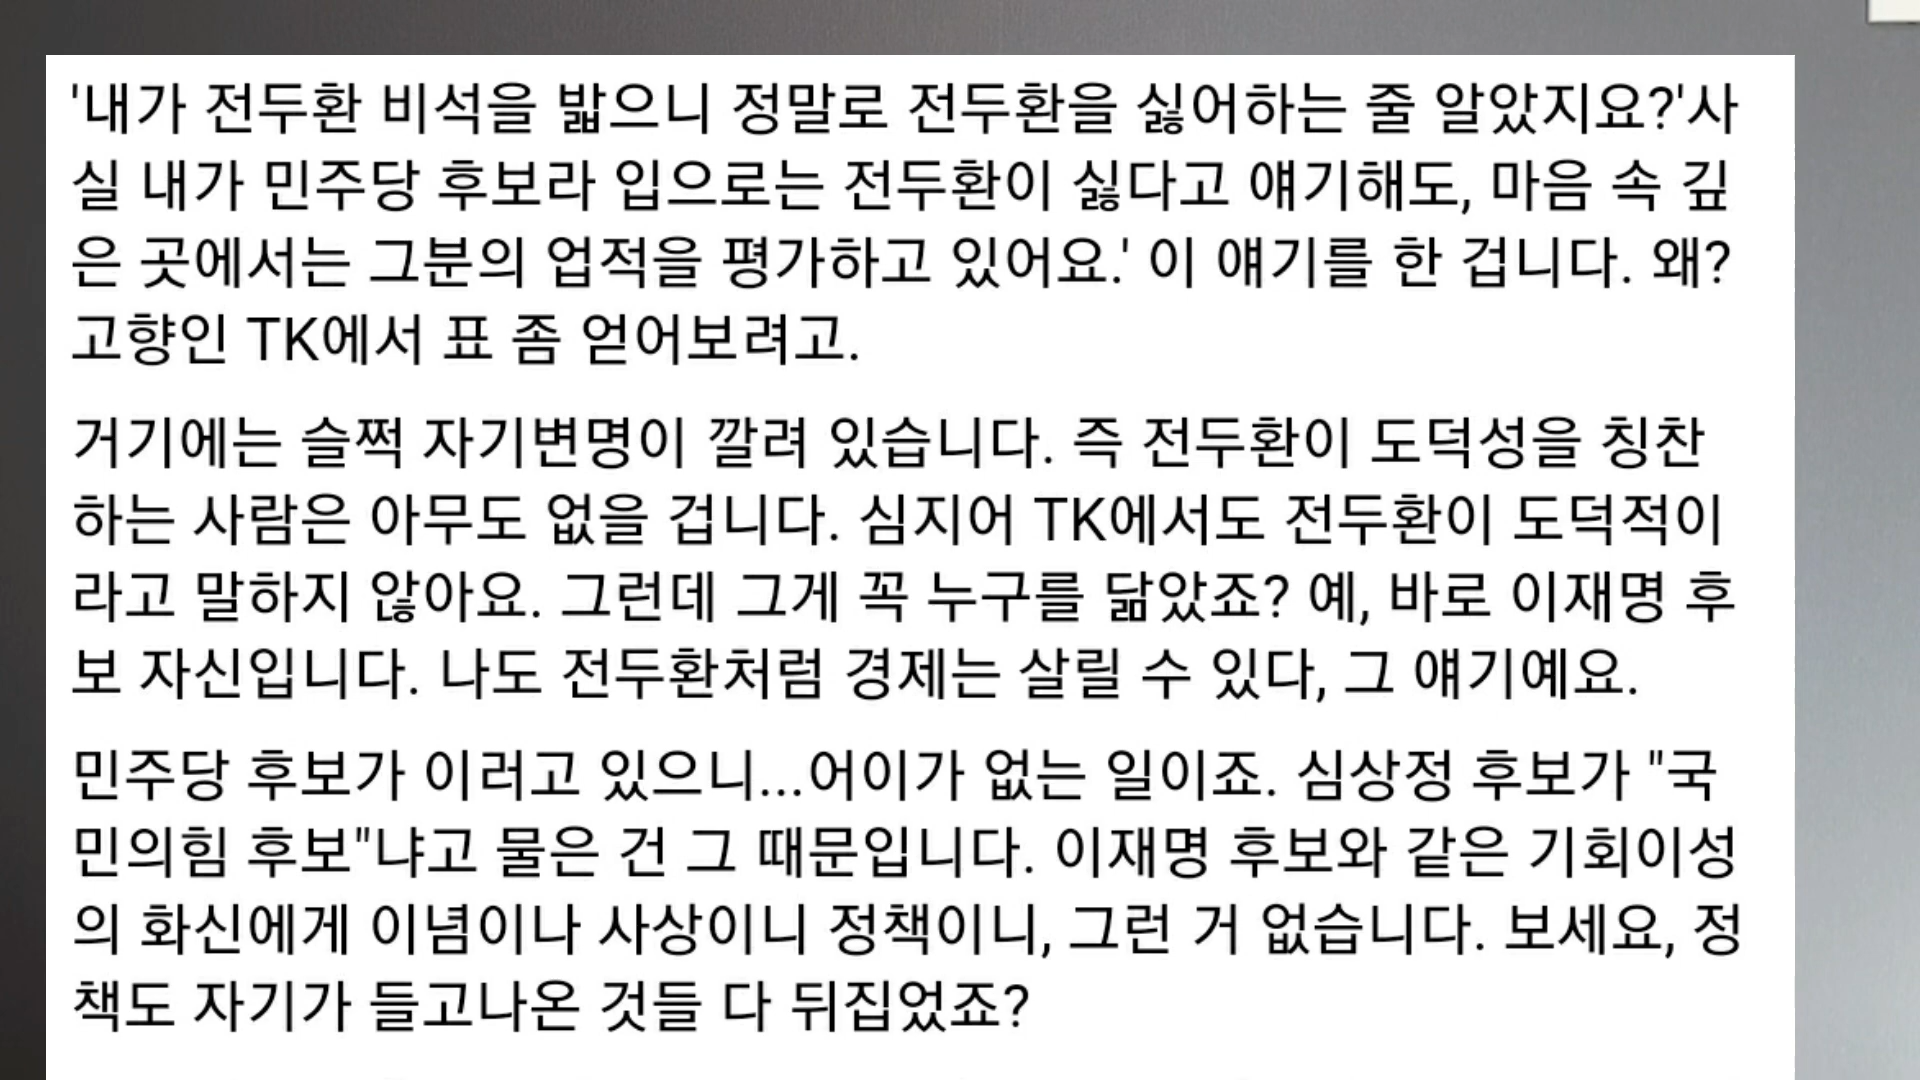 '내가 전두환 비석을 밟으니 정말로 전두환을 싫어하는 줄 알았지요?'사
실 내가 민주당 후보라 입으로는 전두환이 싫다고 얘기해도, 마음 속 깊
은 곳에서는 그분의 업적을 평가하고 있어요.' 이 얘기를 한 겁니다. 왜?
고향인 TK에서 표 좀 얻어보려고.
거기에는 슬쩍 자기변명이 깔려 있습니다. 즉 전두환이 도덕성을 칭찬
하는 사람은 아무도 없을 겁니다. 심지어 TK에서도 전두환이 도덕적이
라고 말하지 않아요. 그런데 그게 꼭 누구를 닮았죠? 예, 바로 이재명 후
보 자신입니다. 나도 전두환처럼 경제는 살릴 수 있다, 그 얘기예요.
민주당 후보가 이러고 있으니...어이가 없는 일이죠. 심상정 후보가 "국
민의힘 후보"냐고 물은 건 그 때문입니다. 이재명 후보와 같은 기회이성
의 화신에게 이념이나 사상이니 정책이니, 그런 거 없습니다. 보세요, 정
책도 자기가 들고나온 것들 다 뒤집었죠?